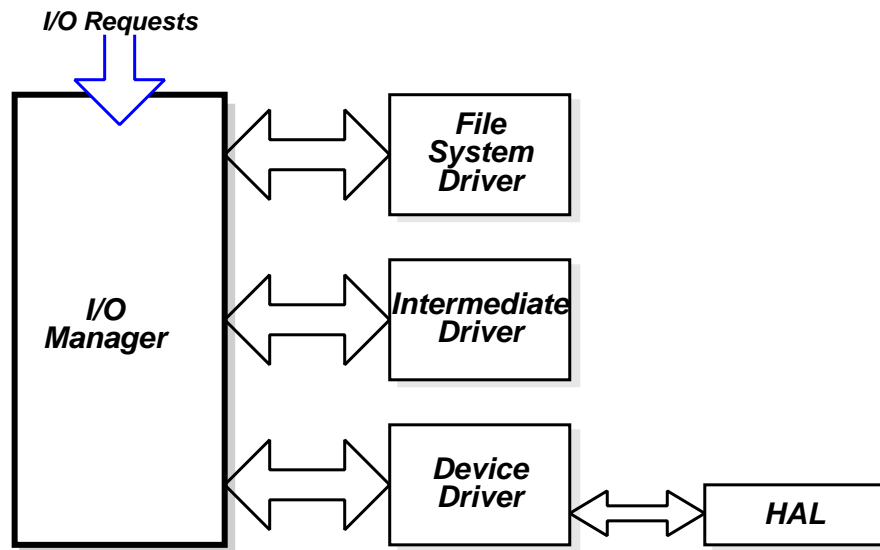 I/O Requests
File
System
Driver
I/O
Manager
Intermediate
Driver
Device
Driver
HAL